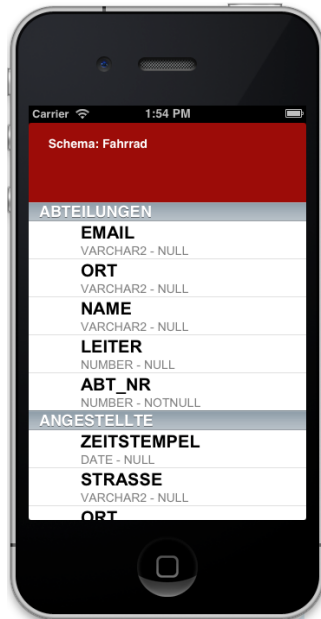 Carrier 1:54 PM
Schema: Fahrrad
ABTEILUNGEN
EMAIL
VARCHAR2 - NULL
ORT
VARCHAR2 - NULL
NAME
VARCHAR2 - NULL
LEITER
NUMBER - NULL
ABT_NR
NUMBER - NOTNULL
ANGESTELLTE
ZEITSTEMPEL
DATE - NULL
STRASSE
VARCHAR2 - NULL
ORT